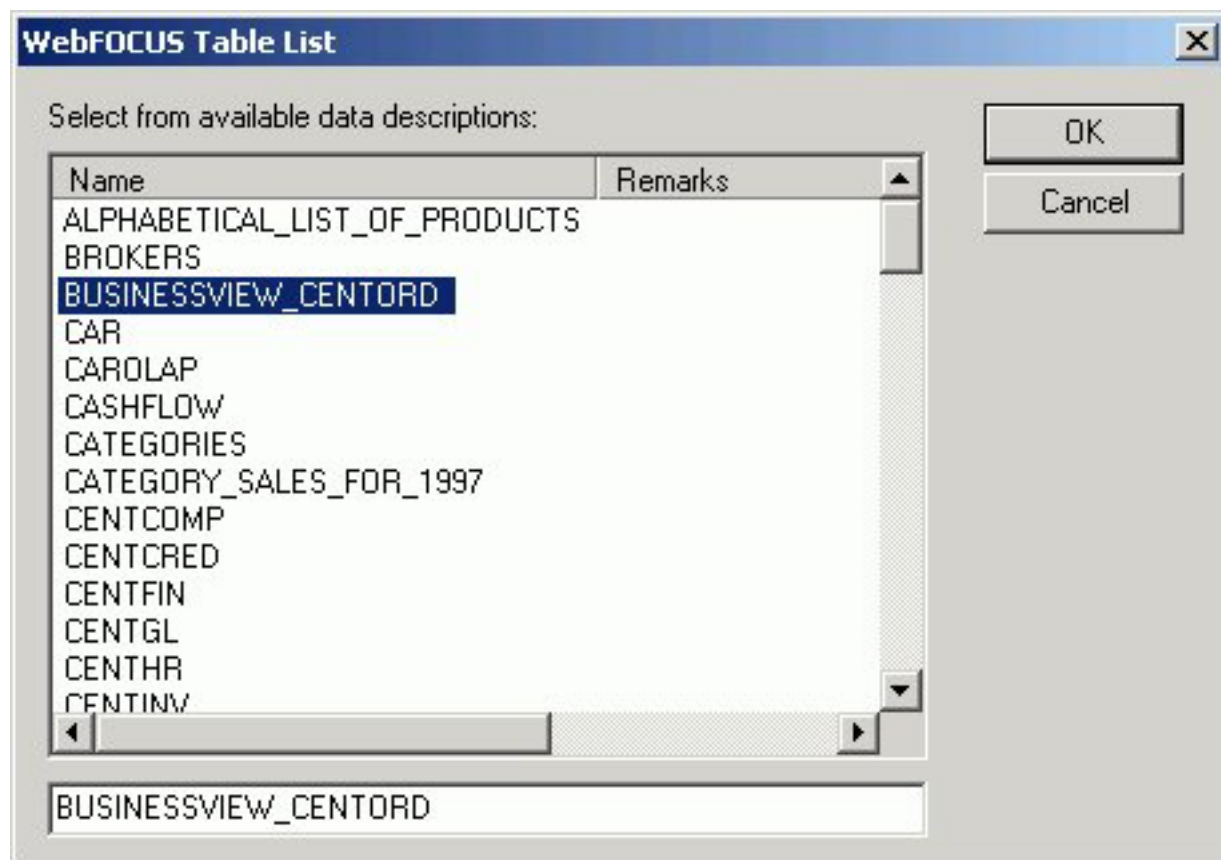 WebFOCUS Table List
Select from available data descriptions:
OK
Cancel
Name Remarks
ALPHABETICAL_LIST_OF_PRODUCTS
BROKERS
BUSINESSVIEW_CENTORD
CAR
CAROLAP
CASHFLOW
CATEGORIES
CATEGORY_SALES_FOR_1997
CENTCOMP
CENTCRED
CENTFIN
CENTGL
CENTHR
CENTINV
BUSINESSVIEW_CENTORD